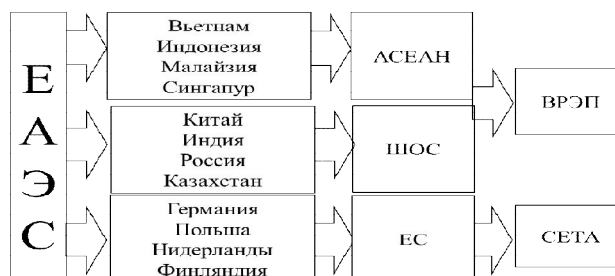 Е
А
Э
С
Вьетнам
Индонезия
Малайзия
Сингапур
АСЕАН
ВРЭП
Китай
Индия
Россия
Казахстан
ШОС
Германия
Польша
Нидерланды
Финляндия
ЕС
СЕТА